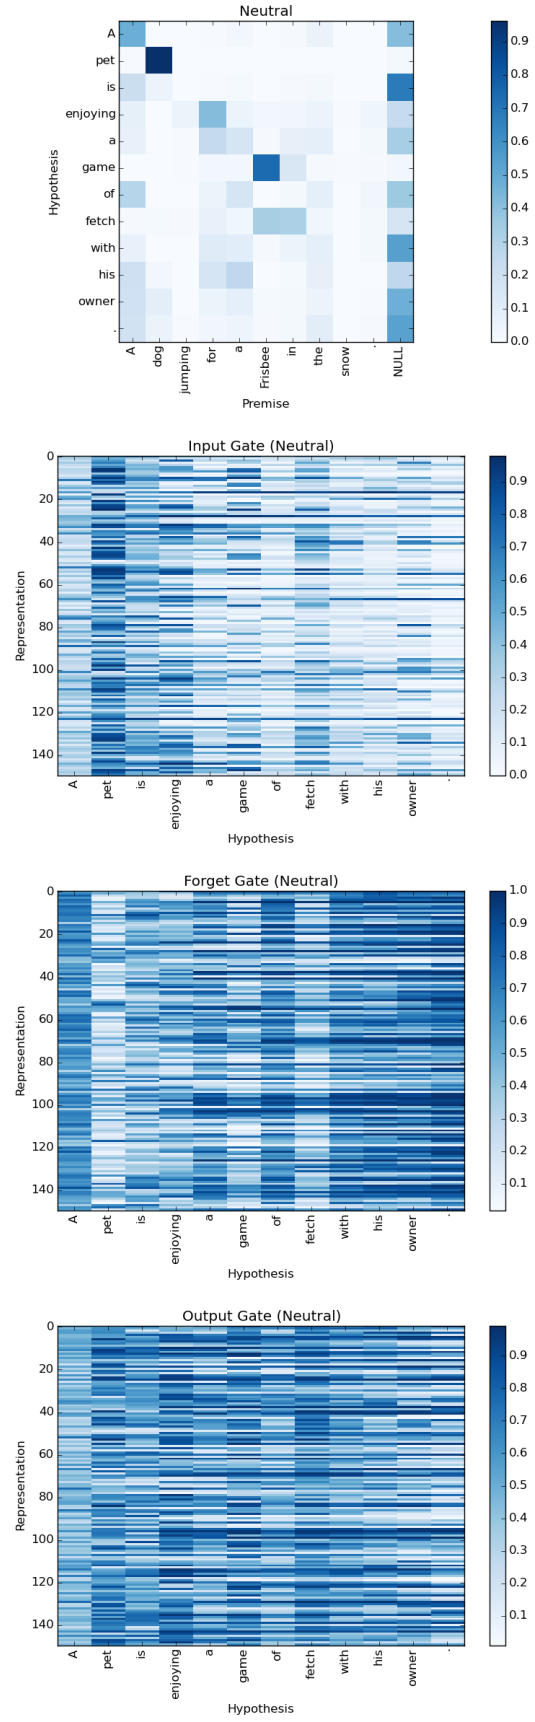 Neutral
A
pet
is
enjoying
a
game
of
fetch
with
his
owner
.
Hypothesis
A
dog
jumping
for
a
Frisbee
in
the
snow
.
NULL
Premise
0.9
0.8
0.7
0.6
0.5
0.4
0.3
0.2
0.1
0.0
Input Gate (Neutral)
0
20
40
60
80
100
120
140
Representation
A
pet
is
enjoying
a
game
of
fetch
with
his
owner
.
Hypothesis
0.9
0.8
0.7
0.6
0.5
0.4
0.3
0.2
0.1
0.0
Forget Gate (Neutral)
0
20
40
60
80
100
120
140
Representation
A
pet
is
enjoying
a
game
of
fetch
with
his
owner
.
Hypothesis
1.0
0.9
0.8
0.7
0.6
0.5
0.4
0.3
0.2
0.1
Output Gate (Neutral)
0
20
40
60
80
100
120
140
Representation
A
pet
is
enjoying
a
game
of
fetch
with
his
owner
.
Hypothesis
0.9
0.8
0.7
0.6
0.5
0.4
0.3
0.2
0.1